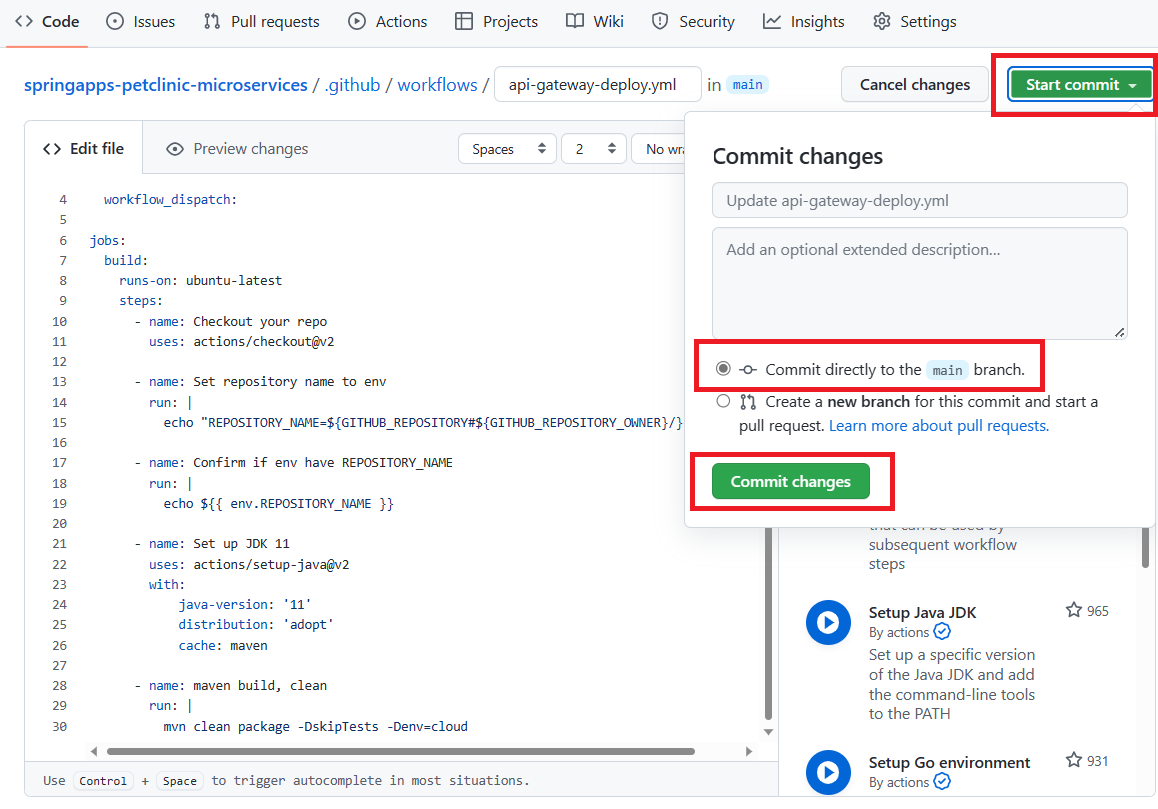 Code Issues Pull requests Actions Projects Wiki Security Insights Settings
springapps-petclinic-microservices / .github / workflows / api-gateway-deploy.yml in main Cancel changes Start commit
Edit file Preview changes Spaces 2 No wra
Commit changes
Update api-gateway-deploy.yml
Add an optional extended description...
Commit directly to the main branch.
Create a new branch for this commit and start a
pull request. Learn more about pull requests.
Commit changes
4 workflow_dispatch:
5
6 jobs:
7 build:
8 runs-on: ubuntu-latest
9 steps:
10 - name: Checkout your repo
11 uses: actions/checkout@v2
12
13 - name: Set repository name to env
14 run: |
15 echo "REPOSITORY_NAME=${GITHUB_REPOSITORY#${GITHUB_REPOSITORY_OWNER}/}
16
17 - name: Confirm if env have REPOSITORY_NAME
18 run: |
19 echo ${{ env.REPOSITORY_NAME }}
20
21 - name: Set up JDK 11
22 uses: actions/setup-java@v2
23 with:
24 java-version: '11'
25 distribution: 'adopt'
26 cache: maven
27
28 - name: maven build, clean
29 run: |
30 mvn clean package -DskipTests -Denv=cloud
Use Control + Space to trigger autocomplete in most situations.
that can be used by
subsequent workflow
steps
Setup Java JDK 965
By actions
Set up a specific version
of the Java JDK and add
the command-line tools
to the PATH
Setup Go environment 931
By actions